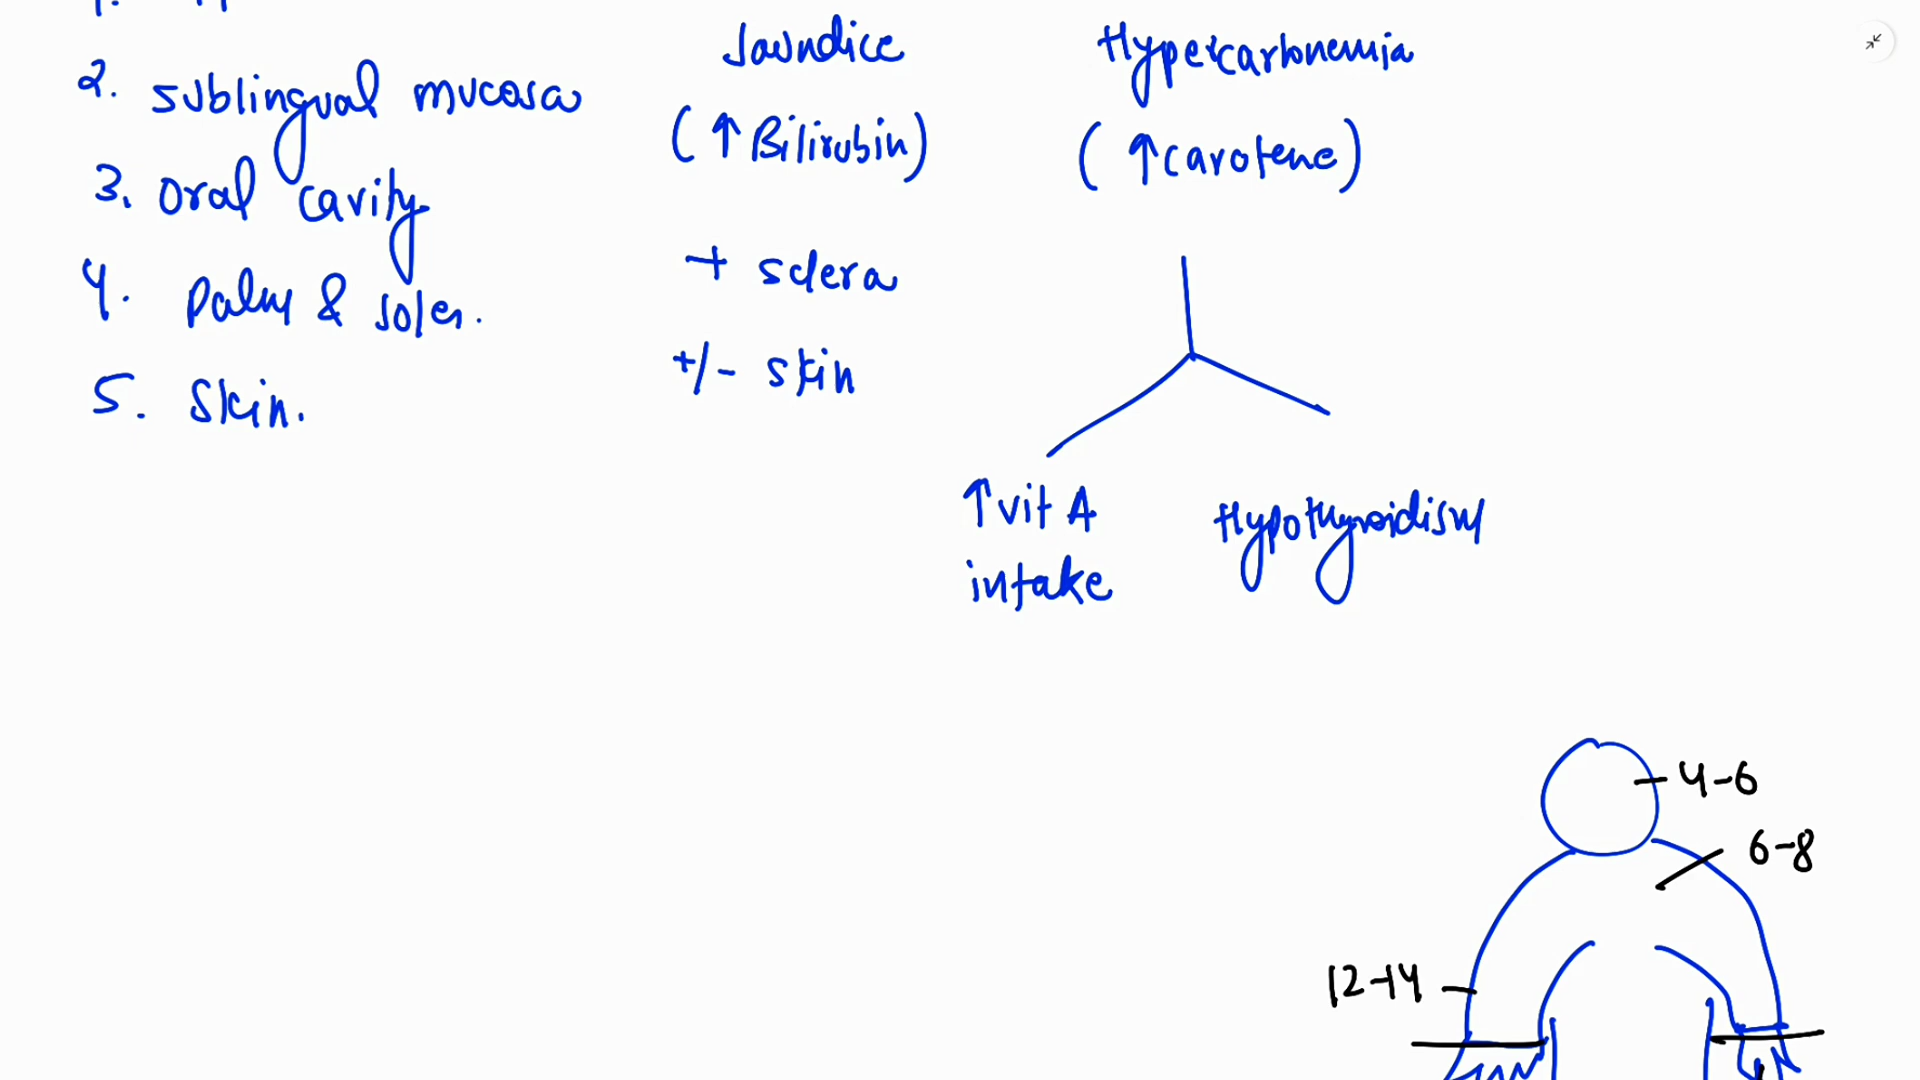 2. sublingual mucosa
3. oral cavity
4. Palm & soles.
5. Skin.
Jaundice
(↑ Bilirubin)
+ sclera
+/- skin
Hypercarotonemia
(↑ carotene)
↑ vit A
intake
Hypothyroidism
4-6
6-8
12-14